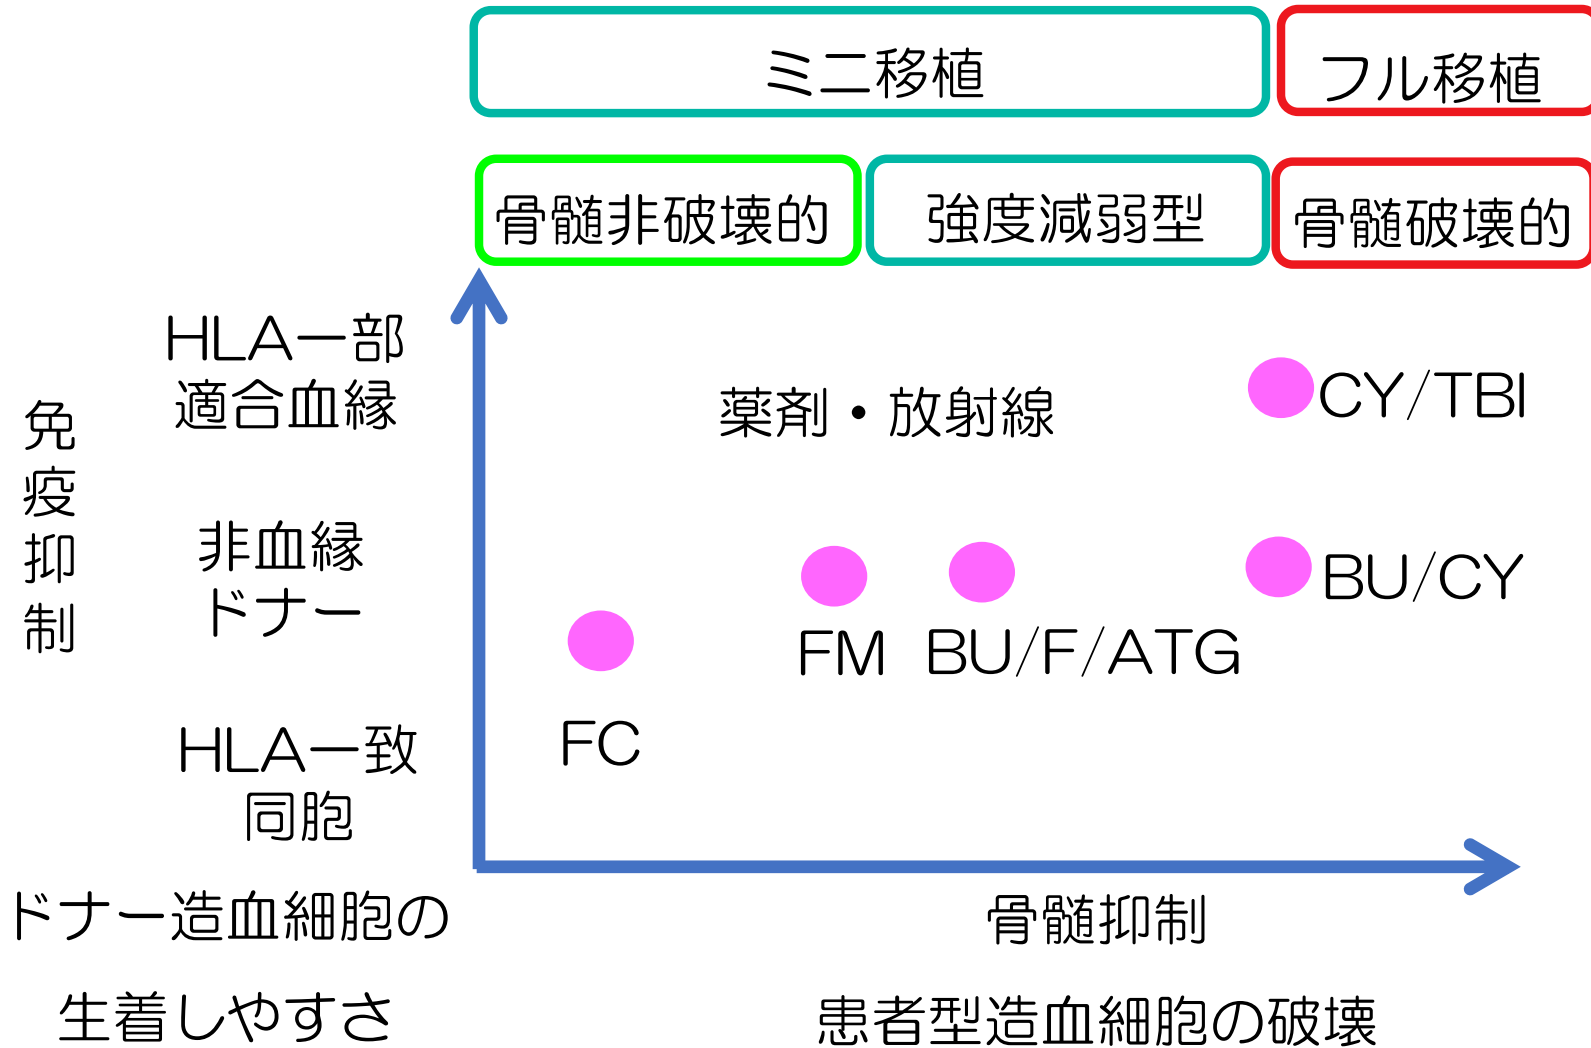 ミニ移植
フル移植
骨髄非破壊的
強度減弱型
骨髄破壊的
免疫抑制
HLA一部
適合血縁
非血縁
ドナー
HLA一致
同胞
薬剤・放射線
CY/TBI
BU/CY
FM
BU/F/ATG
FC
ドナー造血細胞の
生着しやすさ
骨髄抑制
患者型造血細胞の破壊